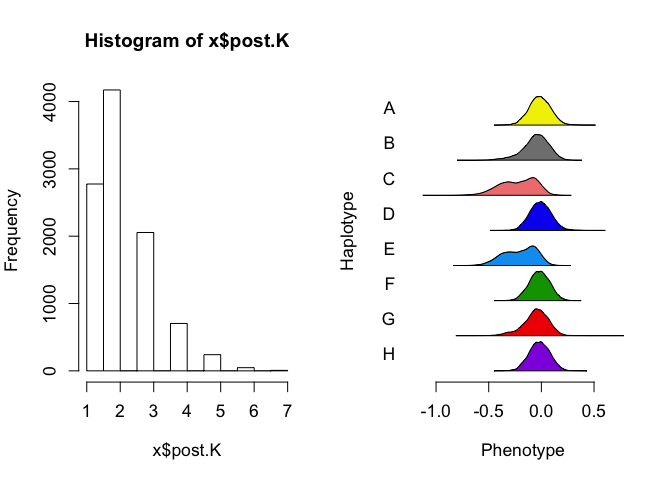 Histogram of x$post.K
Frequency
4000
3000
2000
1000
0
1 2 3 4 5 6 7
x$post.K
Haplotype
A
B
C
D
E
F
G
H
-1.0 -0.5 0.0 0.5
Phenotype